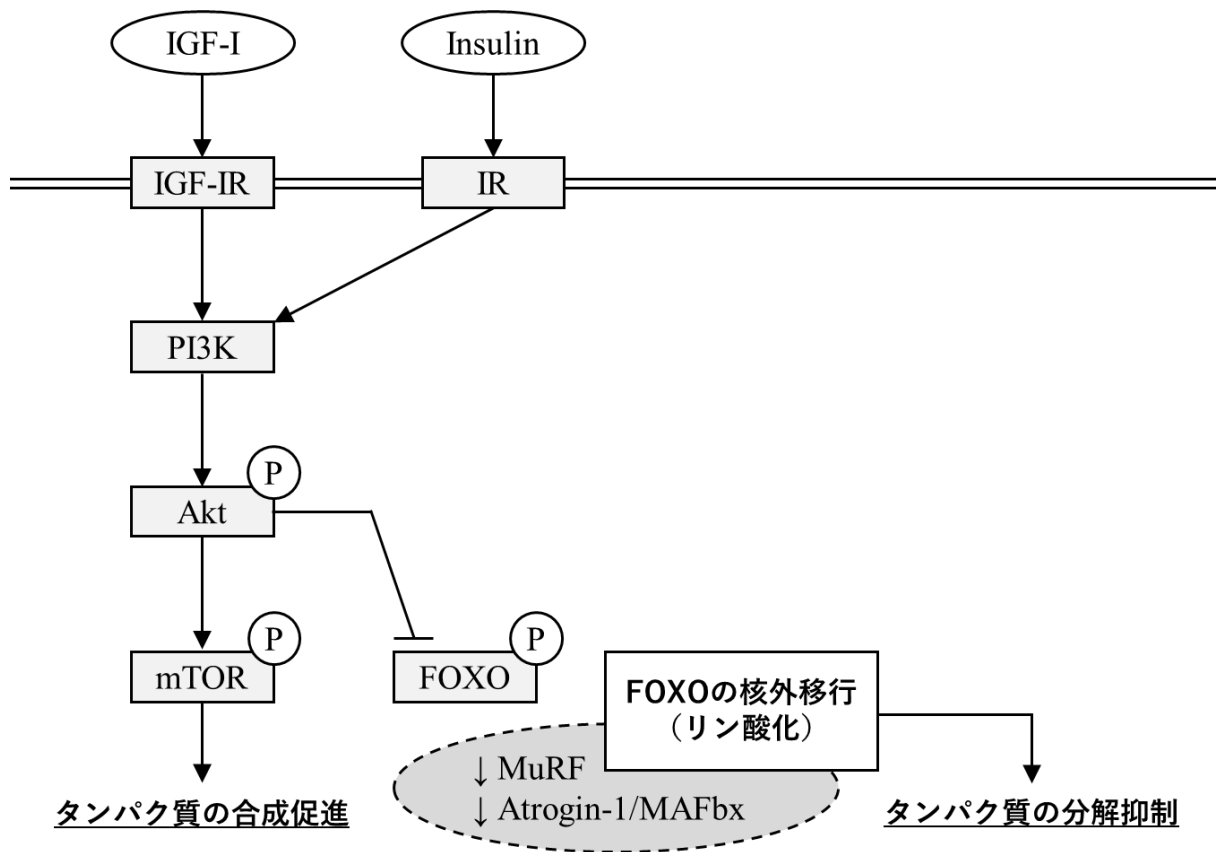 IGF-I
Insulin
IGF-IR
IR
PI3K
P
Akt
P
P
mTOR
FOXO
FOXOの核外移行
（リン酸化）
↓ MuRF
↓ Atrogin-1/MAFbx
タンパク質の合成促進
タンパク質の分解抑制